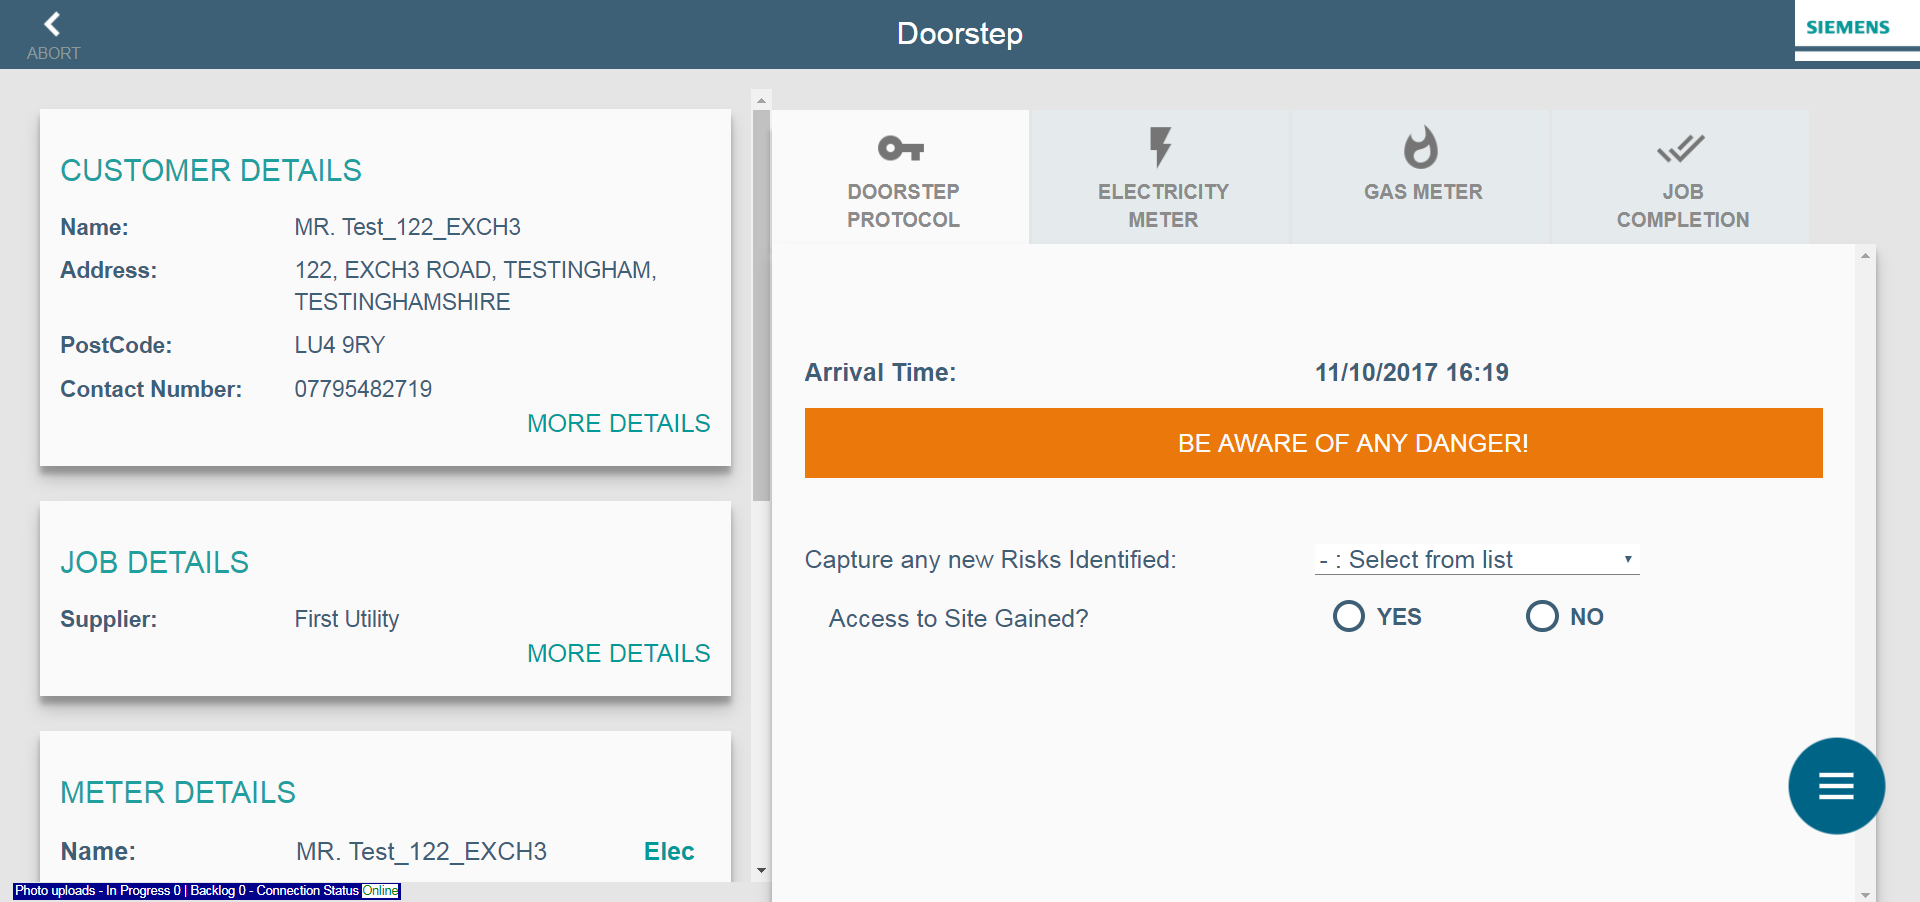 ABORT
Doorstep
SIEMENS
CUSTOMER DETAILS
Name: MR. Test_122_EXCH3
Address: 122, EXCH3 ROAD, TESTINGHAM,
TESTINGHAMSHIRE
PostCode: LU4 9RY
Contact Number: 07795482719
MORE DETAILS
JOB DETAILS
Supplier: First Utility
MORE DETAILS
METER DETAILS
Name: MR. Test_122_EXCH3 Elec
Photo uploads - In Progress 0 | Backlog 0 - Connection Status Online
DOORSTEP
PROTOCOL
ELECTRICITY
METER
GAS METER
JOB
COMPLETION
Arrival Time: 11/10/2017 16:19
BE AWARE OF ANY DANGER!
Capture any new Risks Identified: - : Select from list
Access to Site Gained? YES NO